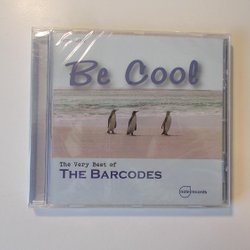 Be Cool
The Very Best of
THE BARCODES